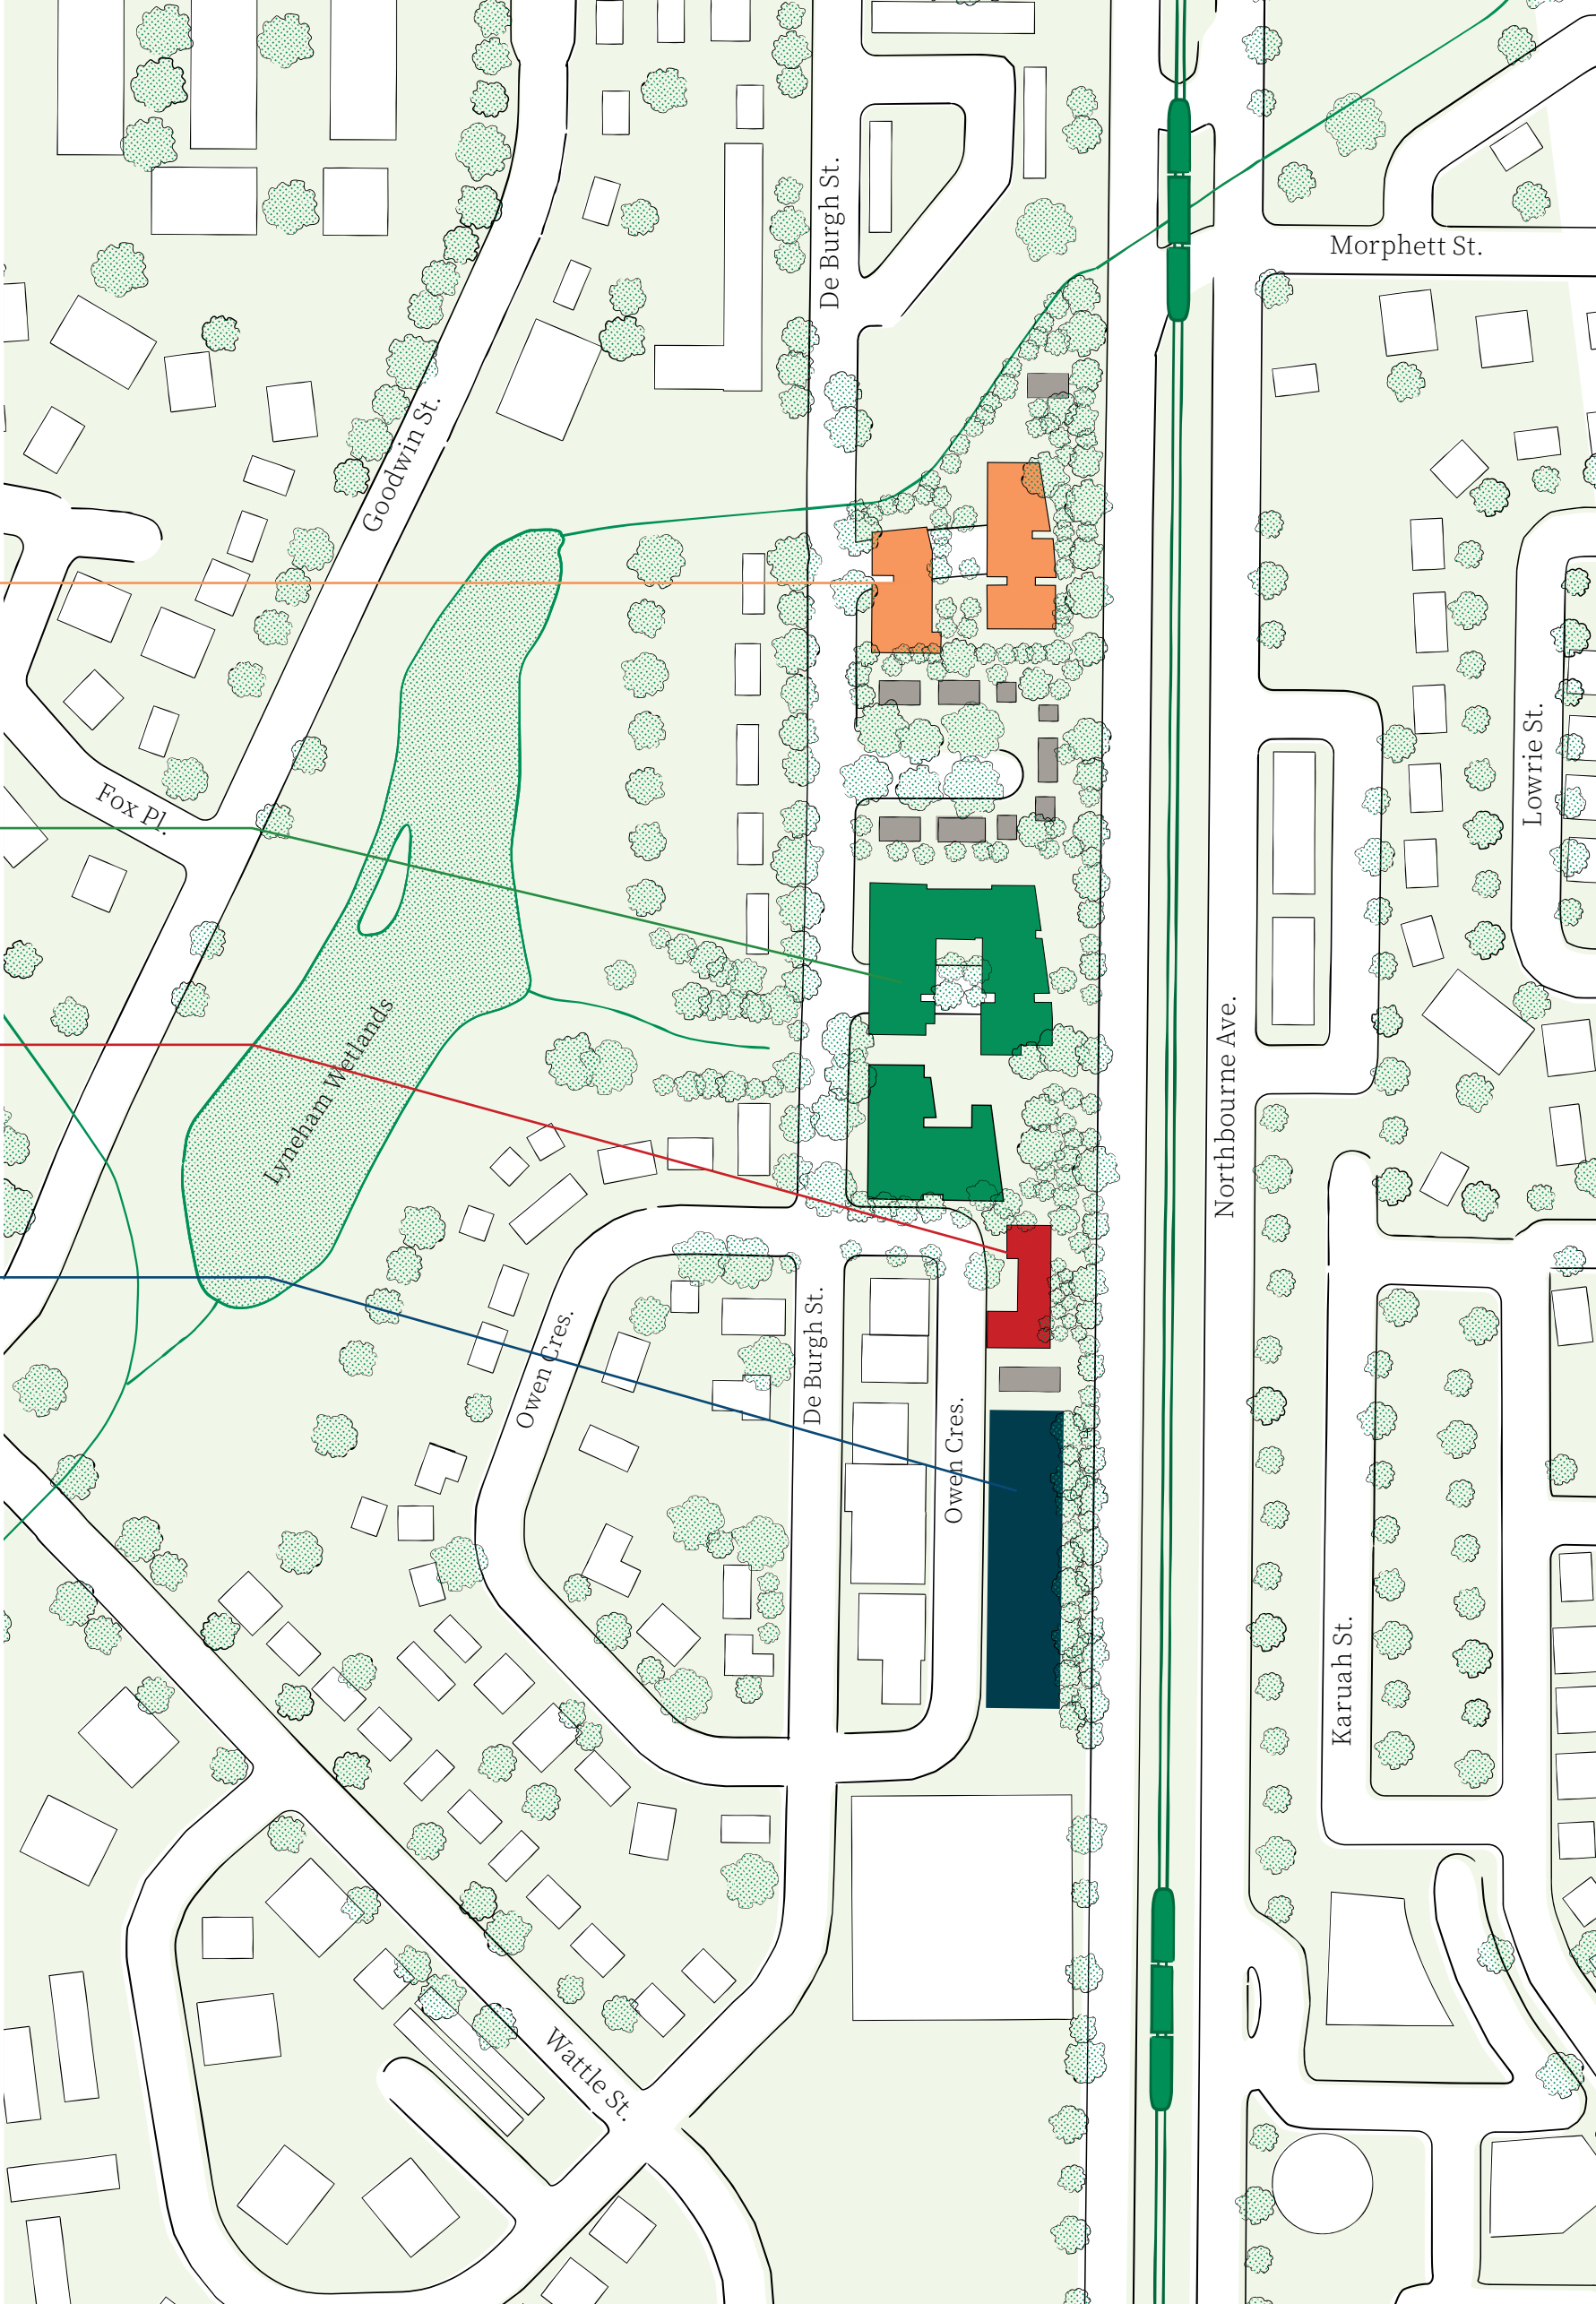 De Burgh St.
Morphett St.
Goodwin St.
Fox Pl.
Lowrie St.
Lyneham Wetlands
Northbourne Ave.
Owen Cres.
De Burgh St.
Owen Cres.
Karuah St.
Wattle St.